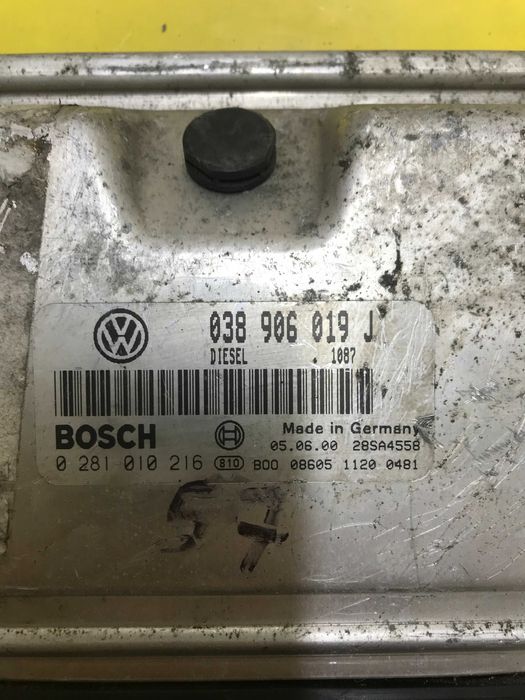 038 906 019 J
DIESEL . 1087
BOSCH Made in Germany
05.06.00 28SA4558
0 281 010 216 810 B00 08605 1120 0481
57